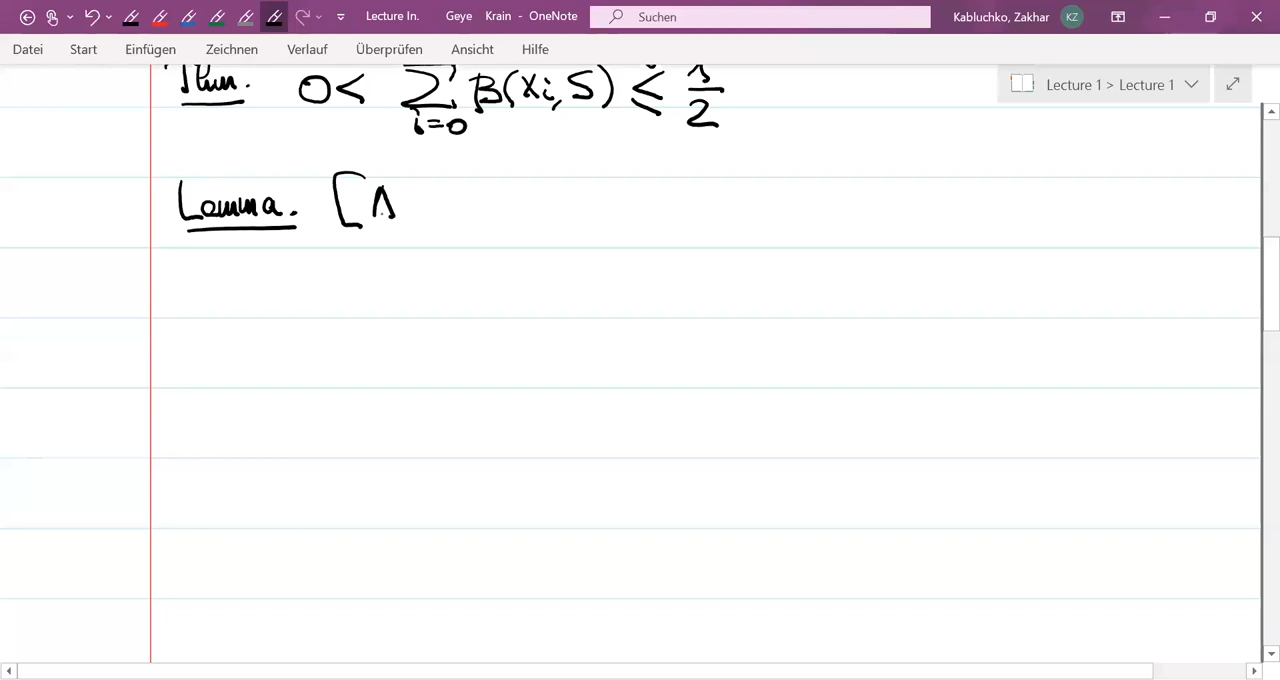 Lecture In. Geye Krain - OneNote Suchen Kabluchko, Zakhar KZ
Datei Start Einfügen Zeichnen Verlauf Überprüfen Ansicht Hilfe
Lecture 1 > Lecture 1
Thm. 0 < ∑ i=0 β(xi, S) ≤ 1/2
Lemma. [